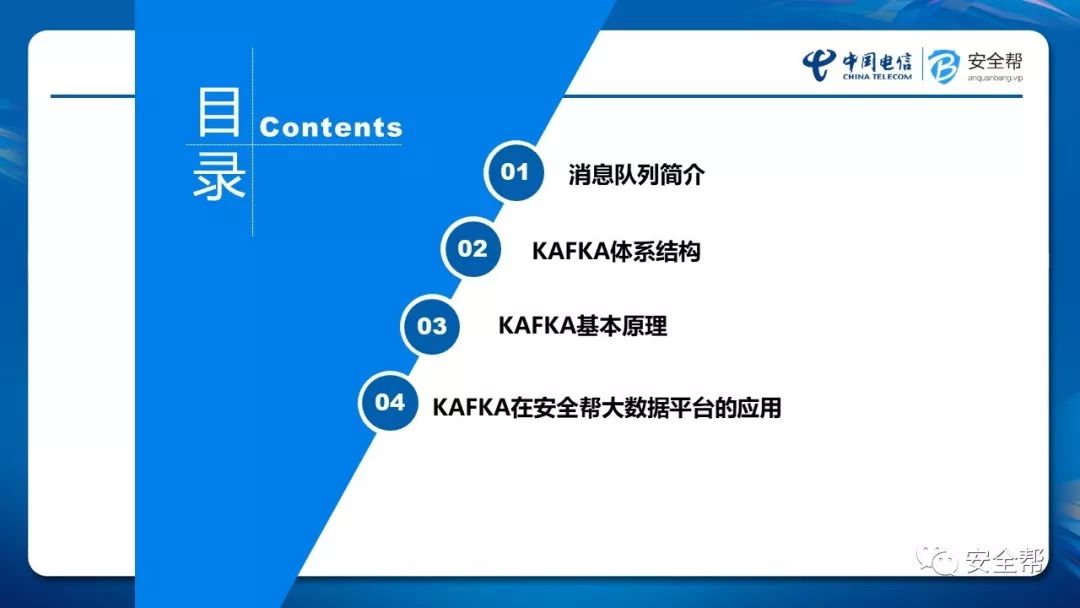 目录
Contents
中国电信
CHINA TELECOM
安全帮
anquanbang.vip
01
消息队列简介
02
KAFKA体系结构
03
KAFKA基本原理
04
KAFKA在安全帮大数据平台的应用
安全帮